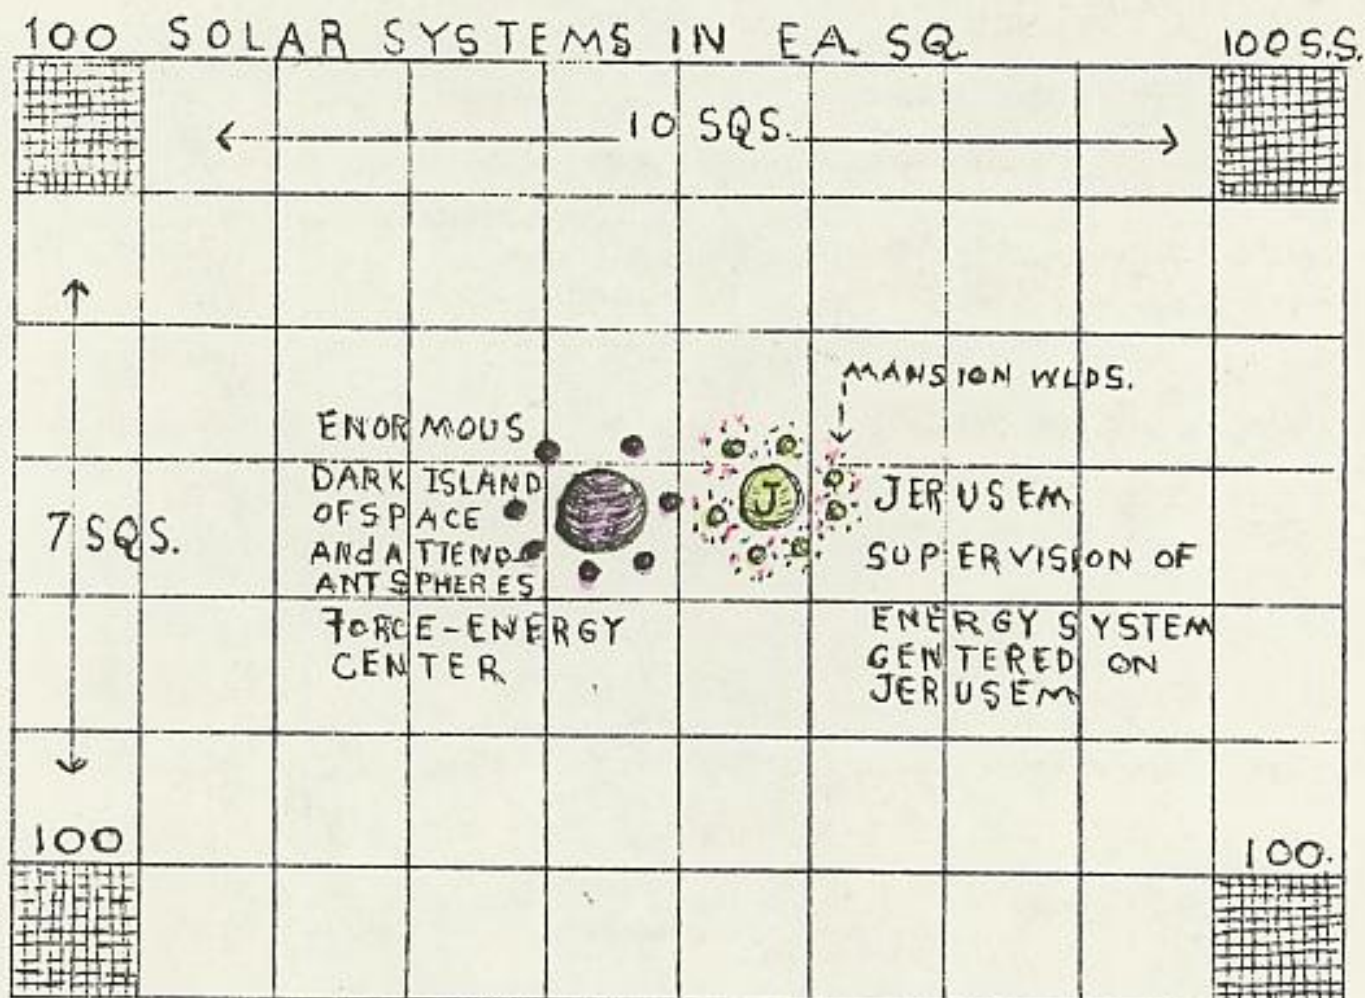 100 SOLAR SYSTEMS IN EA. SQ.
100 S.S.
10 SQS.
MANSION WLDS.
ENORMOUS
DARK ISLAND
OF SPACE
AND ATTEND-
ANT SPHERES
FORCE-ENERGY
CENTER
7 SQS.
J
JERUSEM
SUPERVISION OF
ENERGY SYSTEM
CENTERED ON
JERUSEM
100
100.